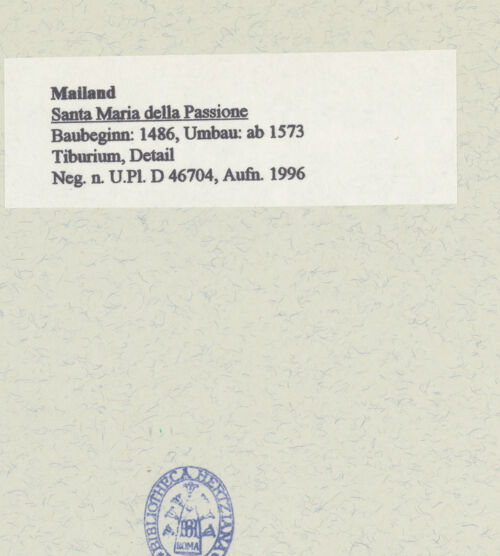 Mailand
Santa Maria della Passione
Baubeginn: 1486, Umbau: ab 1573
Tiburium, Detail
Neg. n. U.Pl. D 46704, Aufn. 1996
BIBLIOTHECA HERTZIANA
ROMA